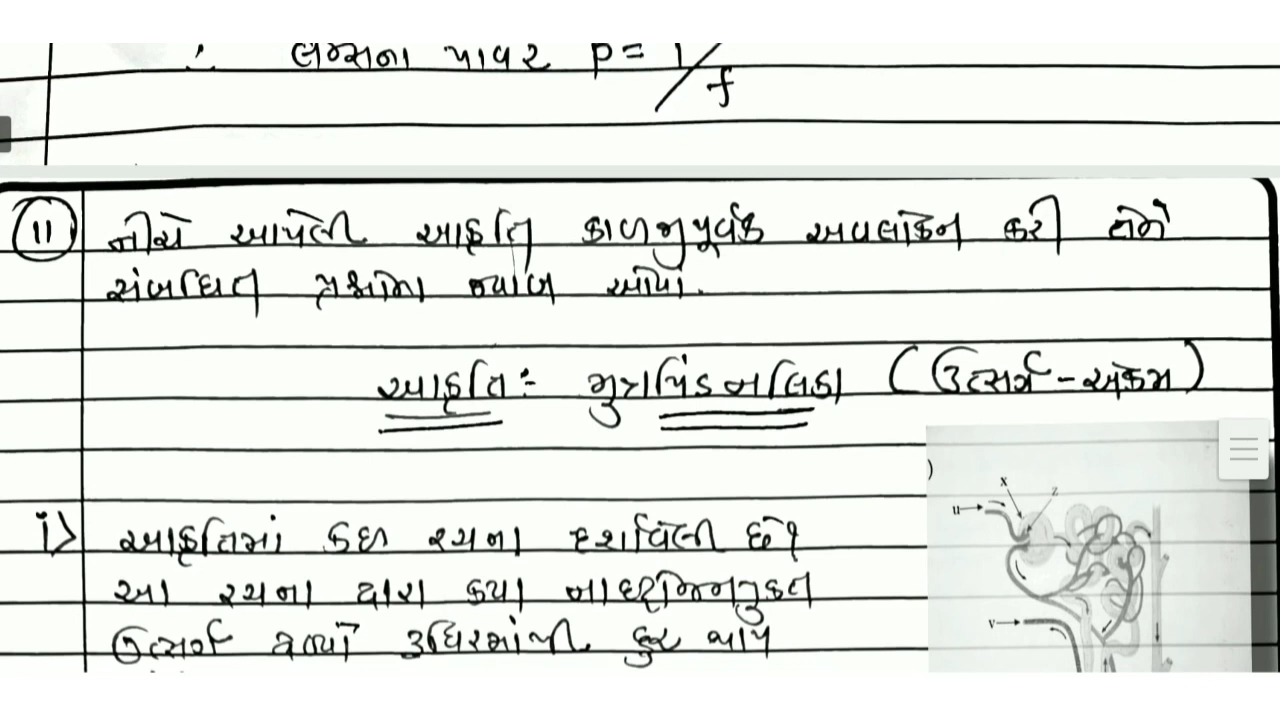 ∴ લેન્સના પાવર P = 1/f
11 નીચે આપેલી આકૃતિ કાળજીપૂર્વક અવલોકન કરી તેને
સંબંધિત પ્રશ્નોના જવાબ આપો.
આકૃતિ :- મુત્રપિંડ નલિકા (ઉત્સર્ગ - એકમ)
i> આકૃતિમાં કઇ રચના દર્શાવેલી છે?
આ રચના દ્વારા કયા નાઇટ્રોજનયુક્ત
ઉત્સર્ગ દ્રવ્યો રુધિરમાંથી દુર થાય
)
x
z
u
v